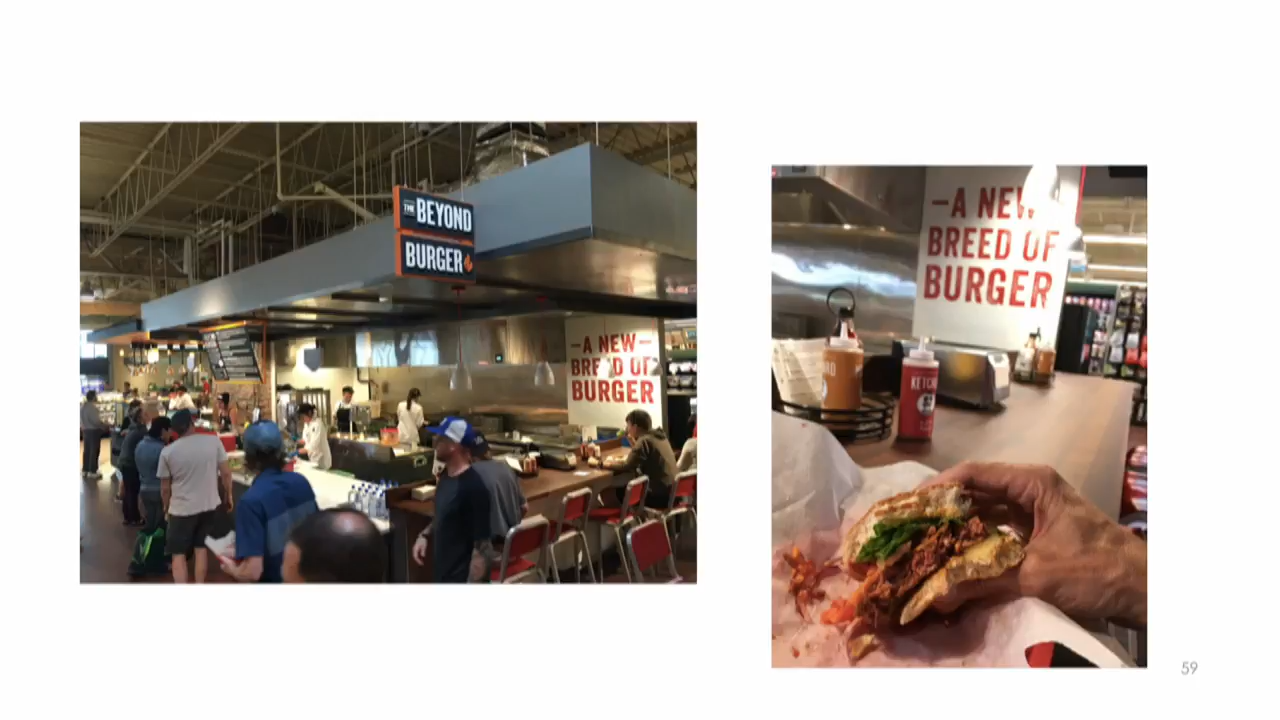 THE BEYOND
BURGER
–A NEW–
BREED OF
BURGER
–A NEW
BREED OF
BURGER
KETCHUP
59